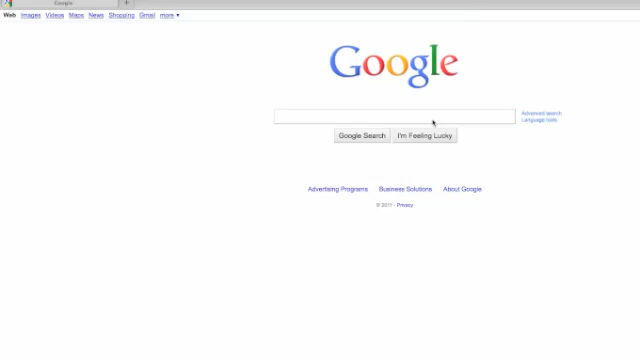 Google
Web Images Videos Maps News Shopping Gmail more ▼
Google
Advanced search
Language tools
Google Search I'm Feeling Lucky
Advertising Programs Business Solutions About Google
© 2011 - Privacy